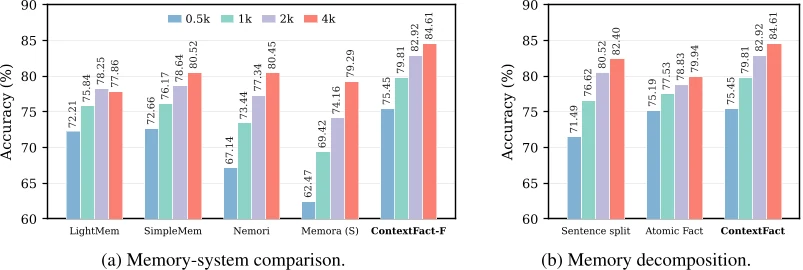 90
85
80
75
70
65
60
Accuracy (%)
0.5k 1k 2k 4k
72.21 75.84 78.25 77.86
72.66 76.17 78.64 80.52
67.14 73.44 77.34 80.45
62.47 69.42 74.16 79.29
75.45 79.81 82.92 84.61
LightMem SimpleMem Nemori Memora (S) ContextFact-F
(a) Memory-system comparison.
90
85
80
75
70
65
60
Accuracy (%)
71.49 76.62 80.52 82.40
75.19 77.53 78.83 79.94
75.45 79.81 82.92 84.61
Sentence split Atomic Fact ContextFact
(b) Memory decomposition.